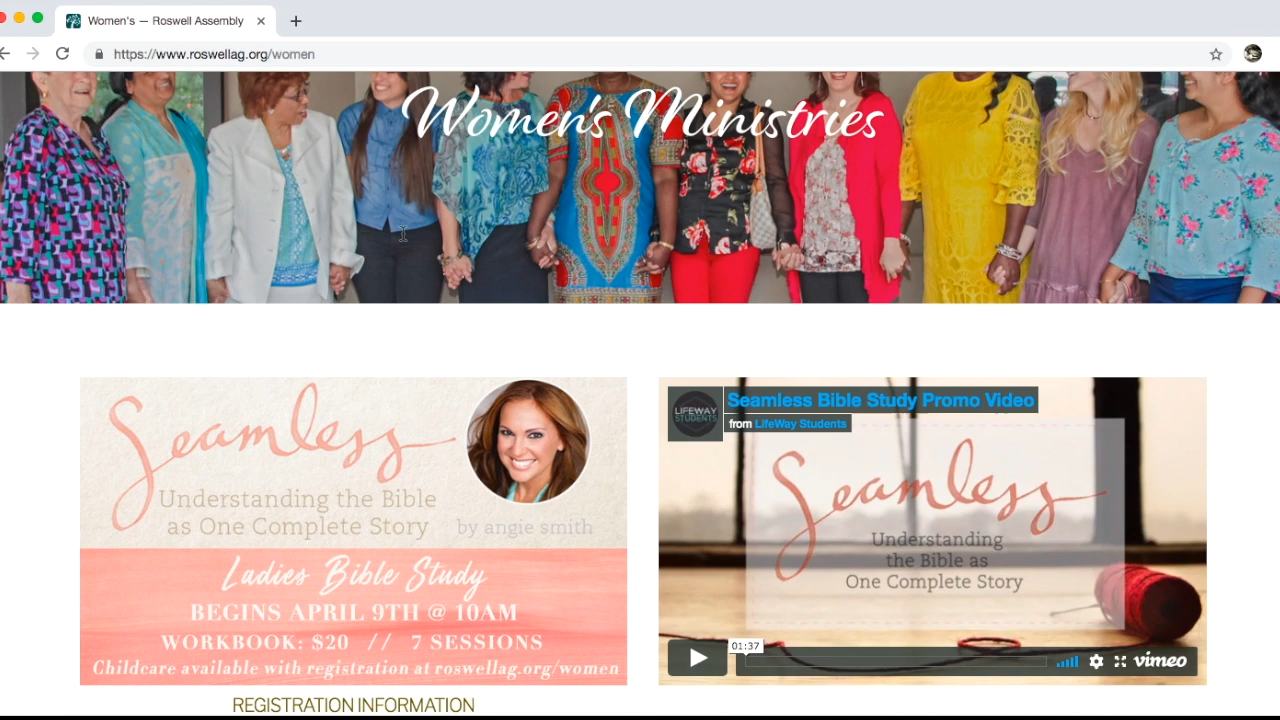 Women's — Roswell Assembly
https://www.roswellag.org/women
Women's Ministries
Seamless
Understanding the Bible
as One Complete Story
by angie smith
Ladies Bible Study
BEGINS APRIL 9TH @ 10AM
WORKBOOK: $20 // 7 SESSIONS
Childcare available with registration at roswellag.org/women
REGISTRATION INFORMATION
LIFEWAY
STUDENTS
Seamless Bible Study Promo Video
from LifeWay Students
Seamless
Understanding
the Bible as
One Complete Story
01:37
vimeo